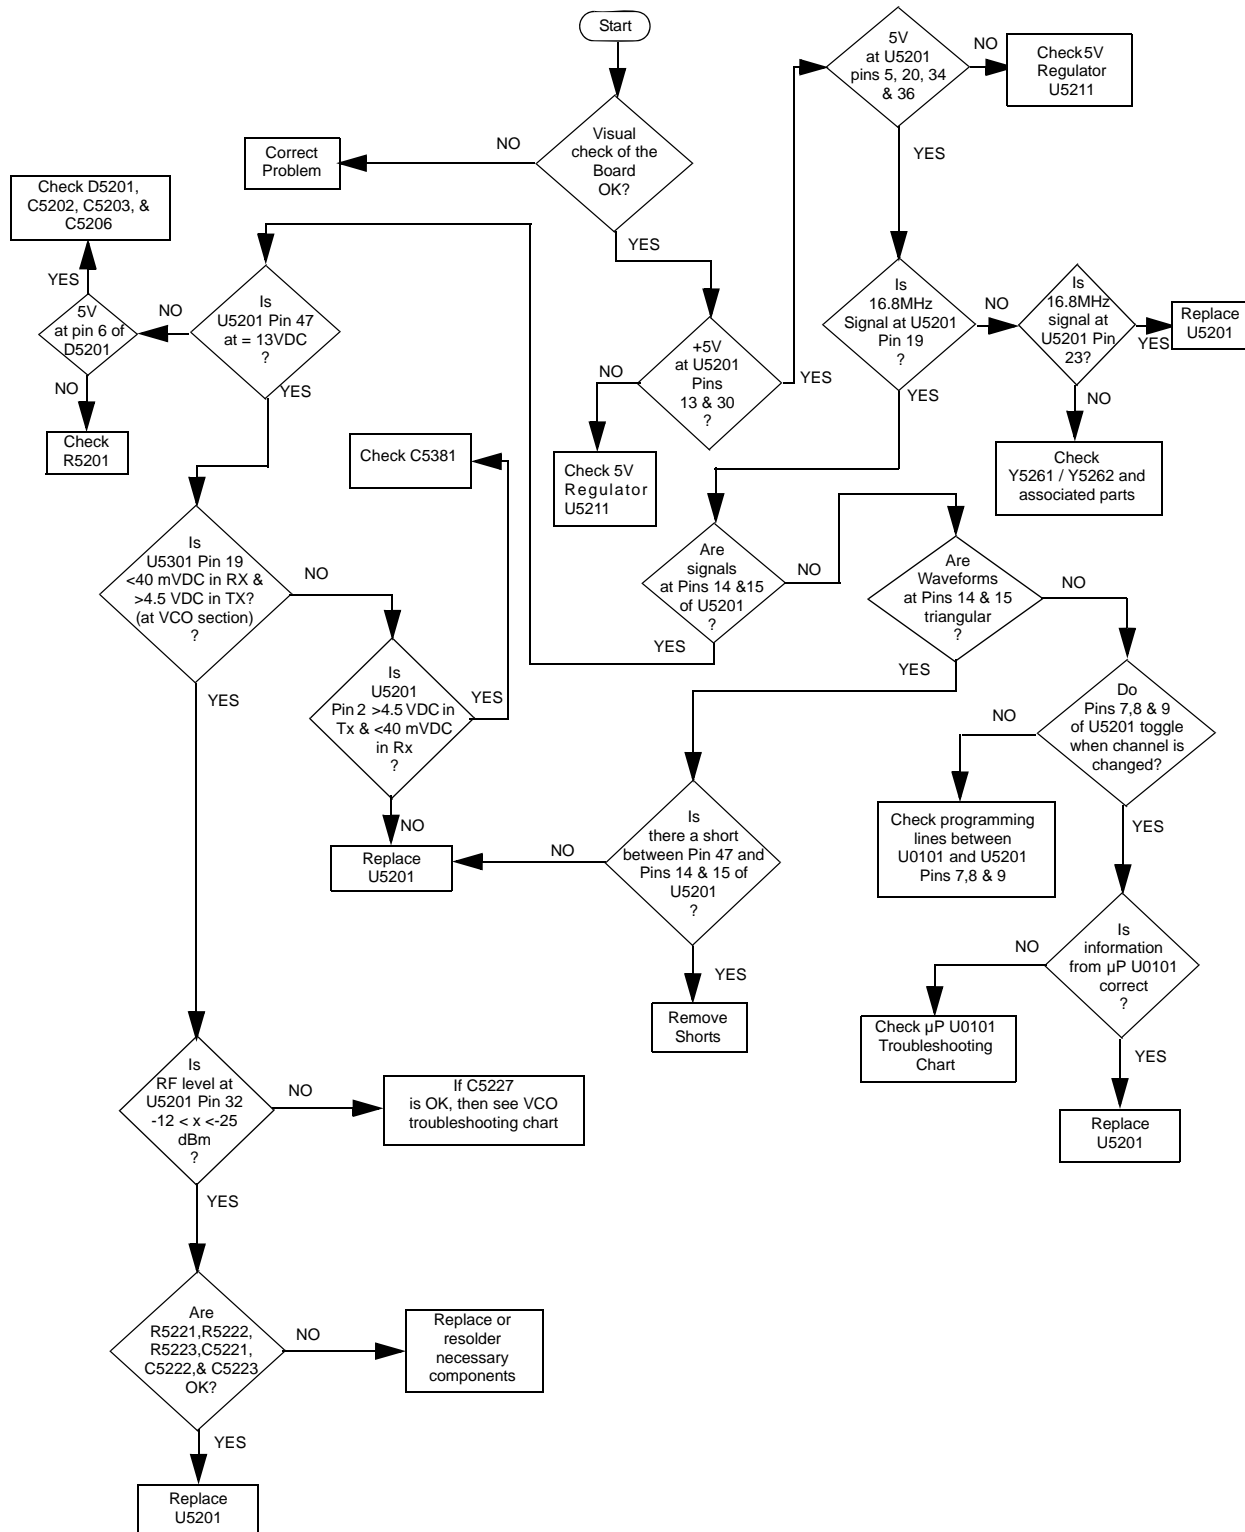 Start
5V
at U5201
pins 5, 20, 34
& 36
NO
Check 5V
Regulator
U5211
YES
Visual
check of the
Board
OK?
NO
Correct
Problem
YES
Check D5201,
C5202, C5203, &
C5206
YES
5V
at pin 6 of
D5201
NO
Is
U5201 Pin 47
at = 13VDC
?
NO
Check
R5201
YES
+5V
at U5201
Pins
13 & 30
?
NO
YES
Check 5V
Regulator
U5211
Is
16.8MHz
Signal at U5201
Pin 19
?
NO
YES
Is
16.8MHz
signal at
U5201 Pin
23?
YES
Replace
U5201
NO
Check
Y5261 / Y5262 and
associated parts
Check C5381
Is
U5301 Pin 19
<40 mVDC in RX &
>4.5 VDC in TX?
(at VCO section)
?
NO
YES
Are
signals
at Pins 14 &15
of U5201
?
NO
YES
Are
Waveforms
at Pins 14 & 15
triangular
?
NO
YES
Is
U5201
Pin 2 >4.5 VDC in
Tx & <40 mVDC
in Rx
?
YES
NO
Replace
U5201
Do
Pins 7,8 & 9
of U5201 toggle
when channel is
changed?
NO
YES
Check programming
lines between
U0101 and U5201
Pins 7,8 & 9
Is
there a short
between Pin 47 and
Pins 14 & 15 of
U5201
?
NO
YES
Remove
Shorts
Is
information
from µP U0101
correct
?
NO
YES
Check µP U0101
Troubleshooting
Chart
Replace
U5201
Is
RF level at
U5201 Pin 32
-12 < x <-25
dBm
?
NO
If C5227
is OK, then see VCO
troubleshooting chart
YES
Are
R5221,R5222,
R5223,C5221,
C5222,& C5223
OK?
NO
Replace or
resolder
necessary
components
YES
Replace
U5201